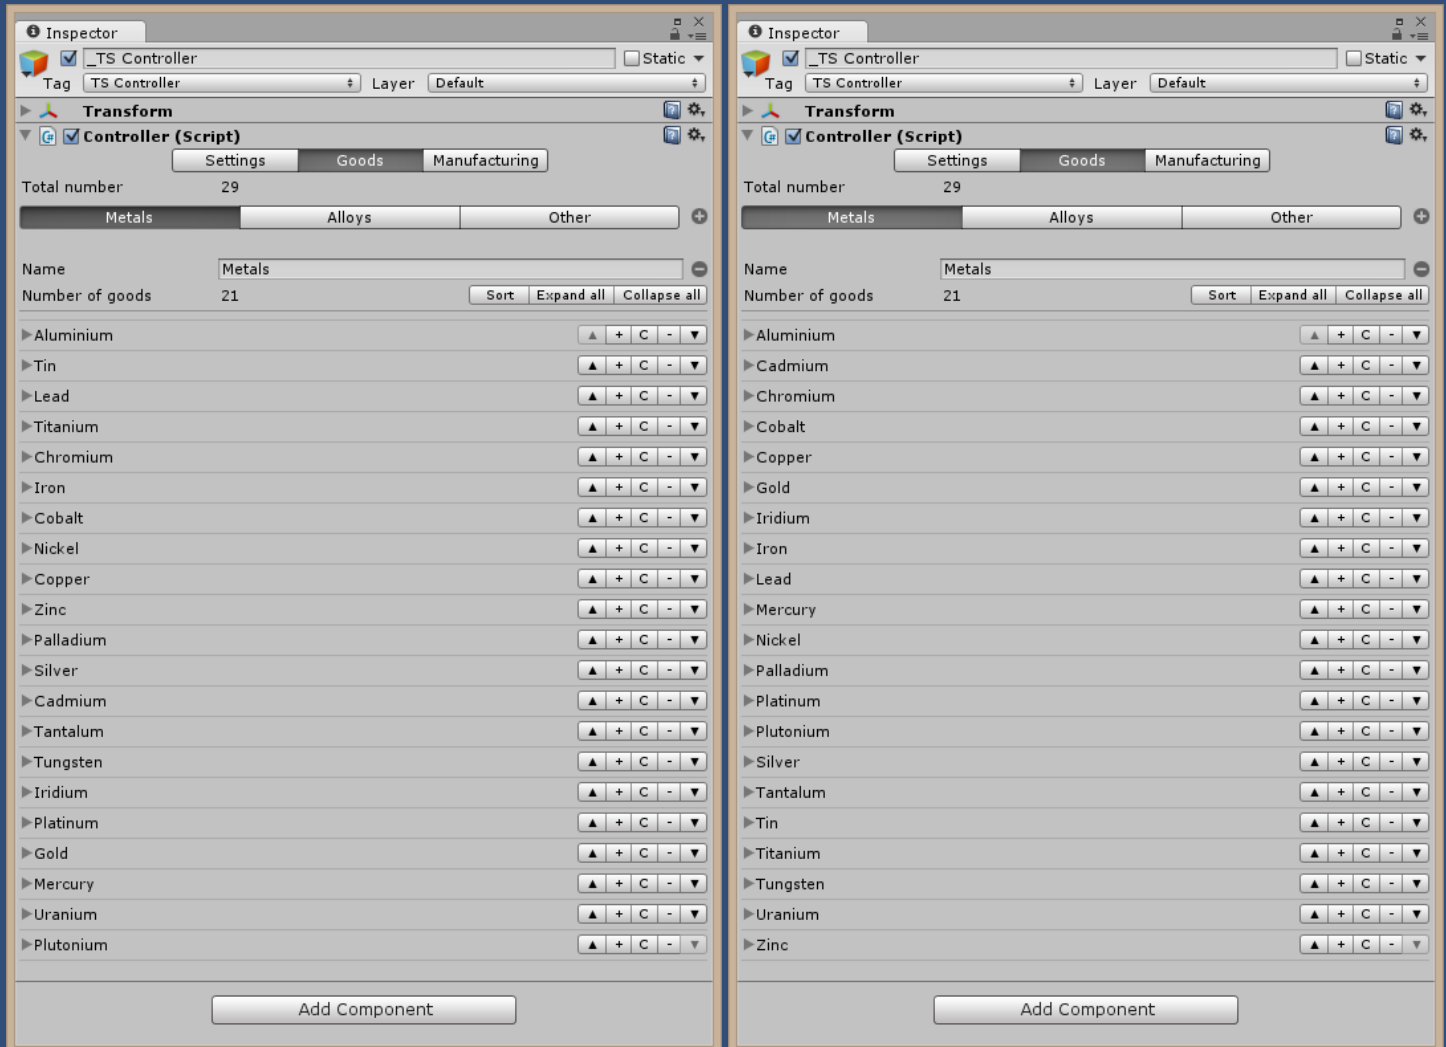 Inspector
_TS Controller Static
Tag TS Controller Layer Default
Transform
Controller (Script)
Settings Goods Manufacturing
Total number 29
Metals Alloys Other
Name Metals
Number of goods 21 Sort Expand all Collapse all
Aluminium + C -
Tin + C -
Lead + C -
Titanium + C -
Chromium + C -
Iron + C -
Cobalt + C -
Nickel + C -
Copper + C -
Zinc + C -
Palladium + C -
Silver + C -
Cadmium + C -
Tantalum + C -
Tungsten + C -
Iridium + C -
Platinum + C -
Gold + C -
Mercury + C -
Uranium + C -
Plutonium + C -
Add Component
Inspector
_TS Controller Static
Tag TS Controller Layer Default
Transform
Controller (Script)
Settings Goods Manufacturing
Total number 29
Metals Alloys Other
Name Metals
Number of goods 21 Sort Expand all Collapse all
Aluminium + C -
Cadmium + C -
Chromium + C -
Cobalt + C -
Copper + C -
Gold + C -
Iridium + C -
Iron + C -
Lead + C -
Mercury + C -
Nickel + C -
Palladium + C -
Platinum + C -
Plutonium + C -
Silver + C -
Tantalum + C -
Tin + C -
Titanium + C -
Tungsten + C -
Uranium + C -
Zinc + C -
Add Component